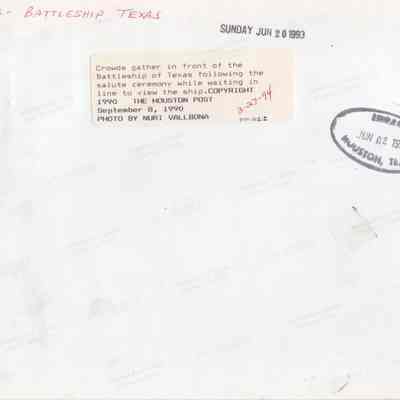 - BATTLESHIP, TEXAS
SUNDAY JUN 20 1993
Crowds gather in front of the
Battleship of Texas following the
salute ceremony while waiting in
line to view the ship.COPYRIGHT
1990 THE HOUSTON POST
September 8, 1990
PHOTO BY NURI VALLBONA
3-27-94
JUN 02
HOUSTON,